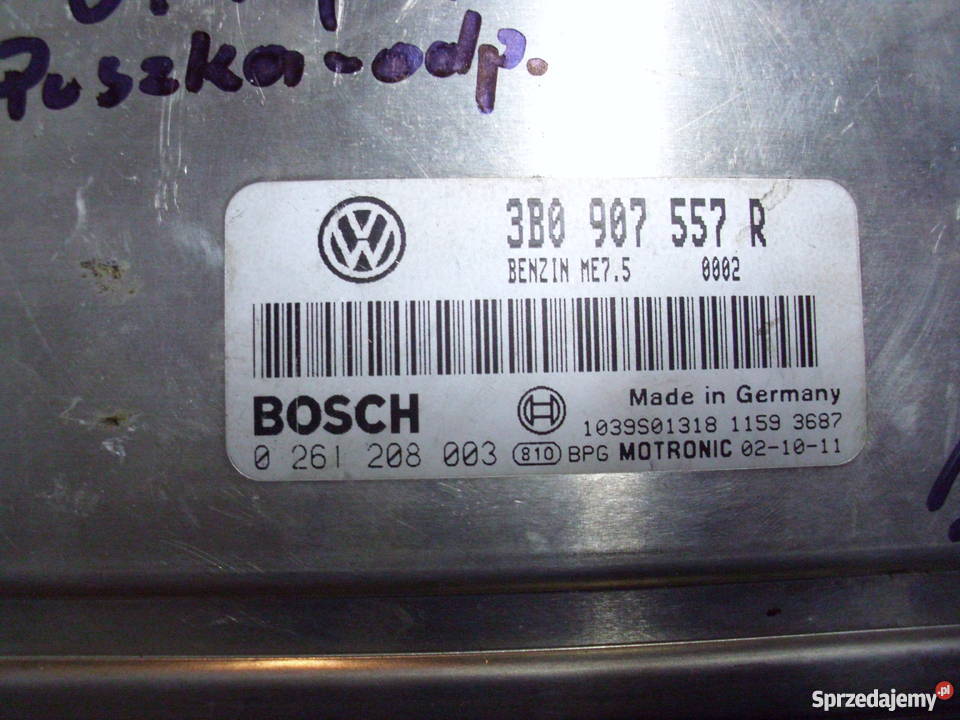 Puszka-odp.
VW
3B0 907 557 R
BENZIN ME7.5 0002
BOSCH
Made in Germany
1039S01318 1159 3687
0 261 208 003 810 BPG MOTRONIC 02-10-11
Sprzedajemy.pl